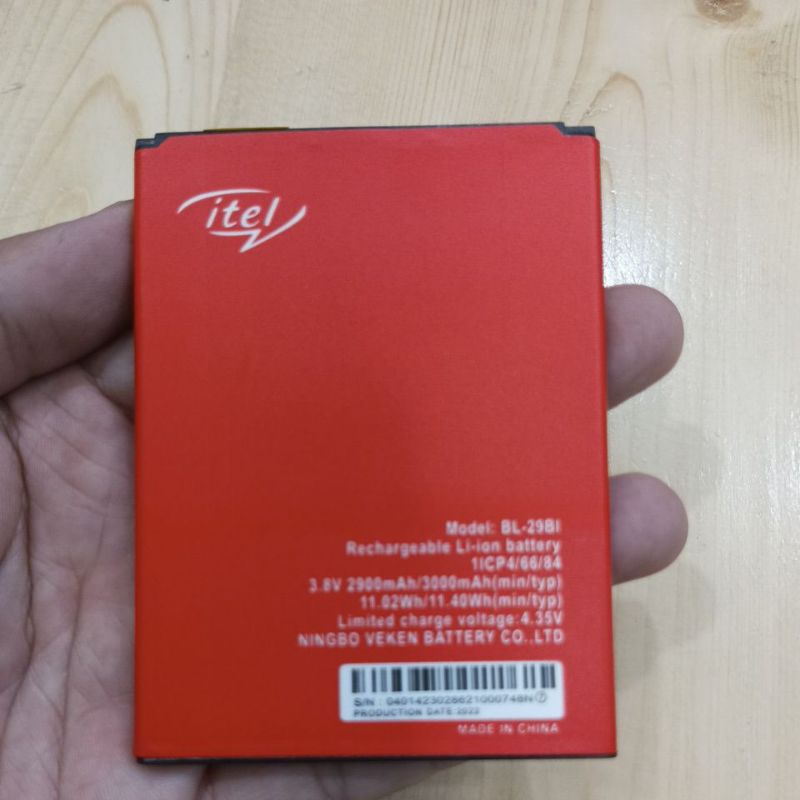 itel
Model: BL-29BI
Rechargeable Li-ion battery
1ICP4/66/84
3.8V 2900mAh/3000mAh(min/typ)
11.02Wh/11.40Wh(min/typ)
Limited charge voltage:4.35V
NINGBO VEKEN BATTERY CO.,LTD
S/N : 0401423028621000748N⑦
PRODUCTION DATE:2022
MADE IN CHINA